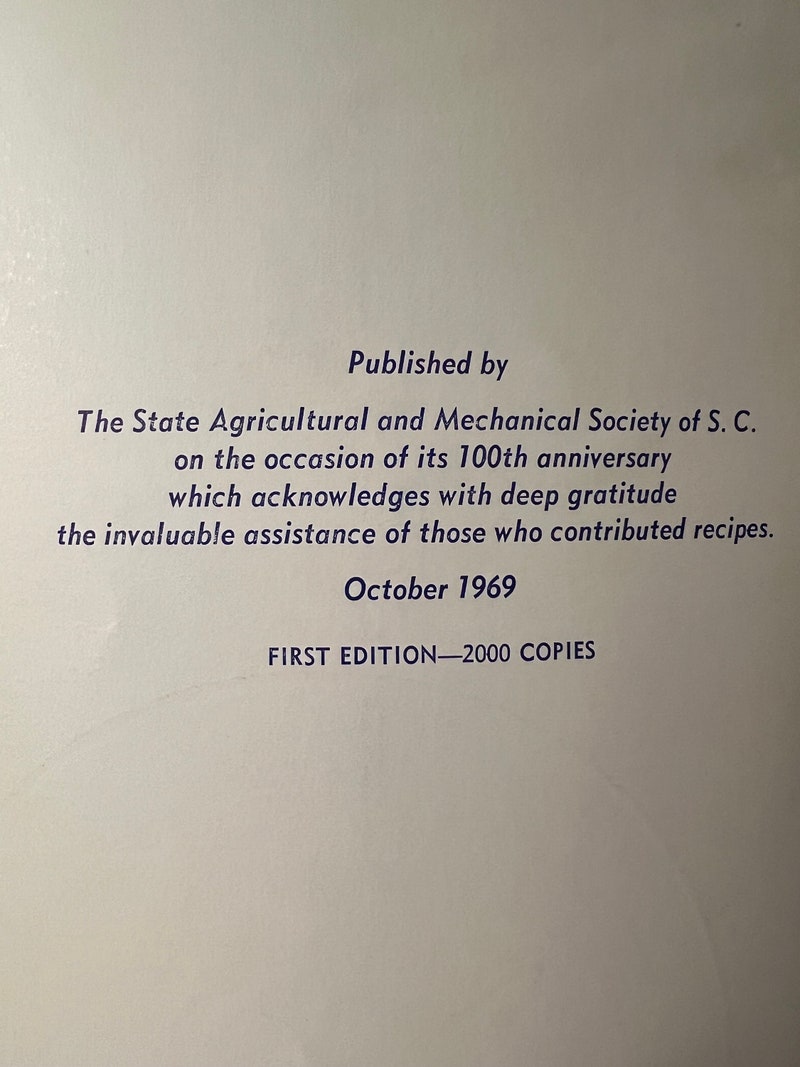 Published by
The State Agricultural and Mechanical Society of S. C.
on the occasion of its 100th anniversary
which acknowledges with deep gratitude
the invaluable assistance of those who contributed recipes.
October 1969
FIRST EDITION—2000 COPIES